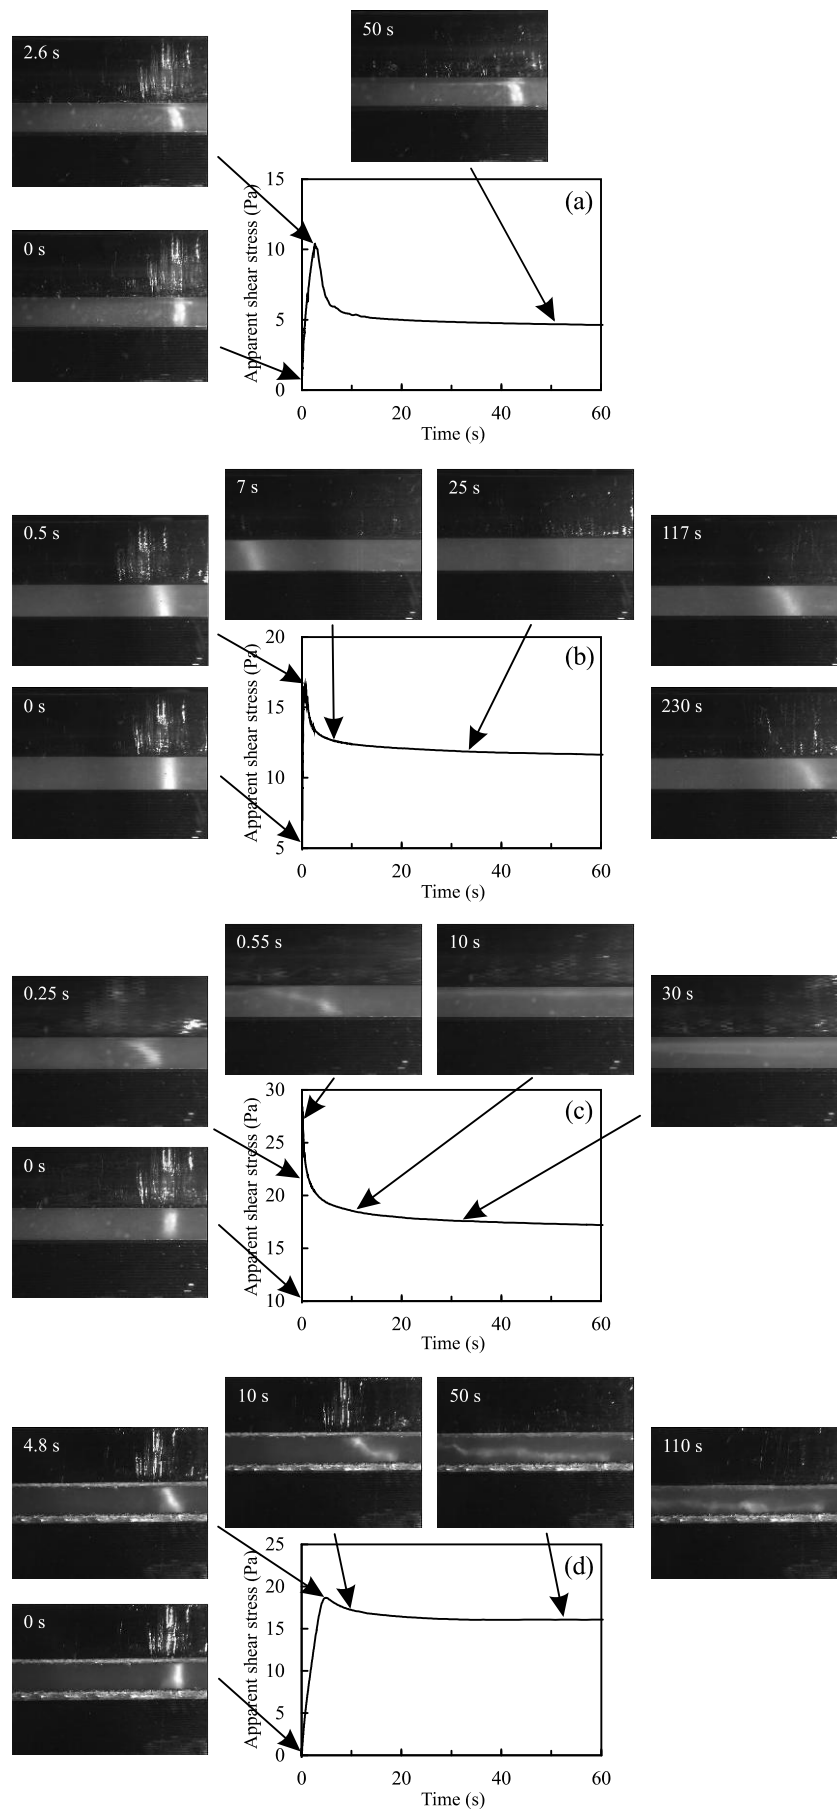 2.6 s
50 s
0 s
Apparent shear stress (Pa)
15
10
5
0
(a)
0
20
40
60
Time (s)
0.5 s
7 s
25 s
117 s
0 s
230 s
Apparent shear stress (Pa)
20
15
10
5
(b)
0
20
40
60
Time (s)
0.25 s
0.55 s
10 s
30 s
0 s
Apparent shear stress (Pa)
30
25
20
15
10
(c)
0
20
40
60
Time (s)
4.8 s
10 s
50 s
110 s
0 s
Apparent shear stress (Pa)
25
20
15
10
5
0
(d)
0
20
40
60
Time (s)